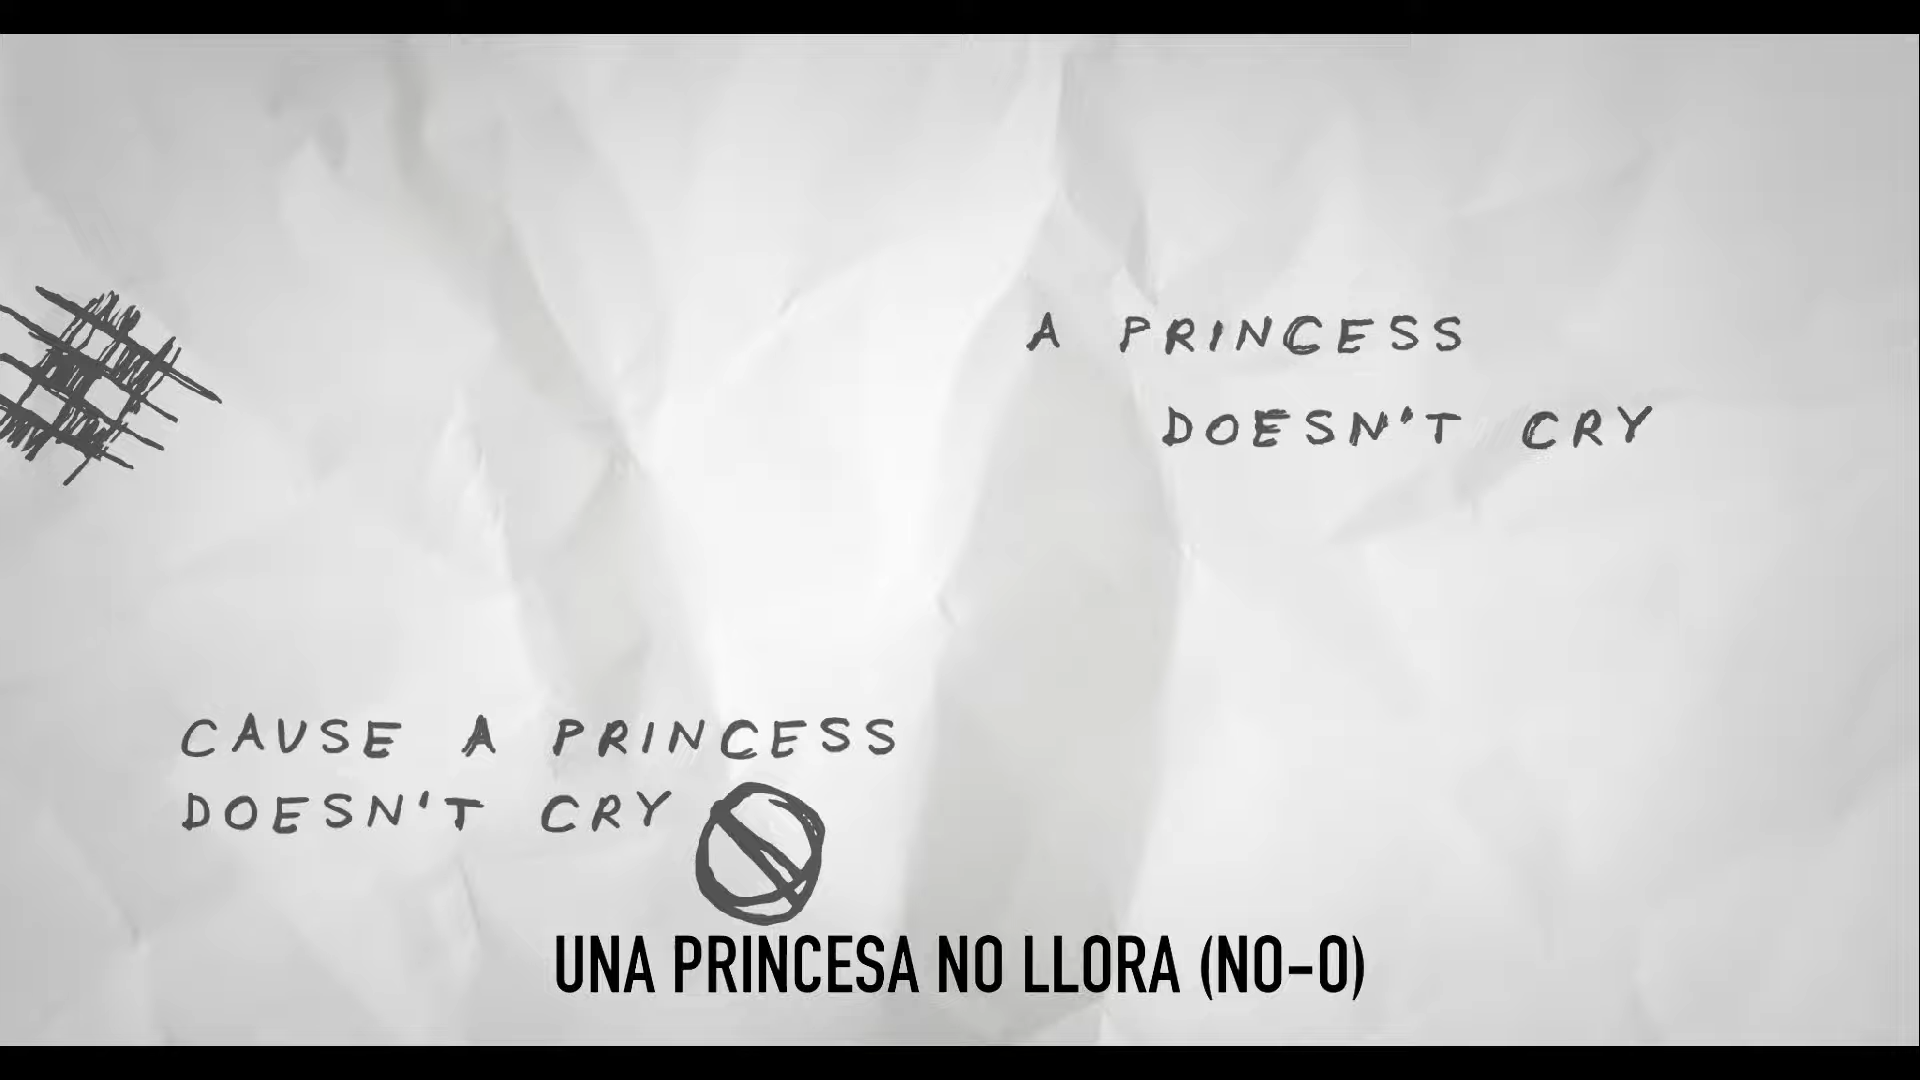 A PRINCESS
DOESN'T CRY
CAUSE A PRINCESS
DOESN'T CRY
UNA PRINCESA NO LLORA (NO-O)